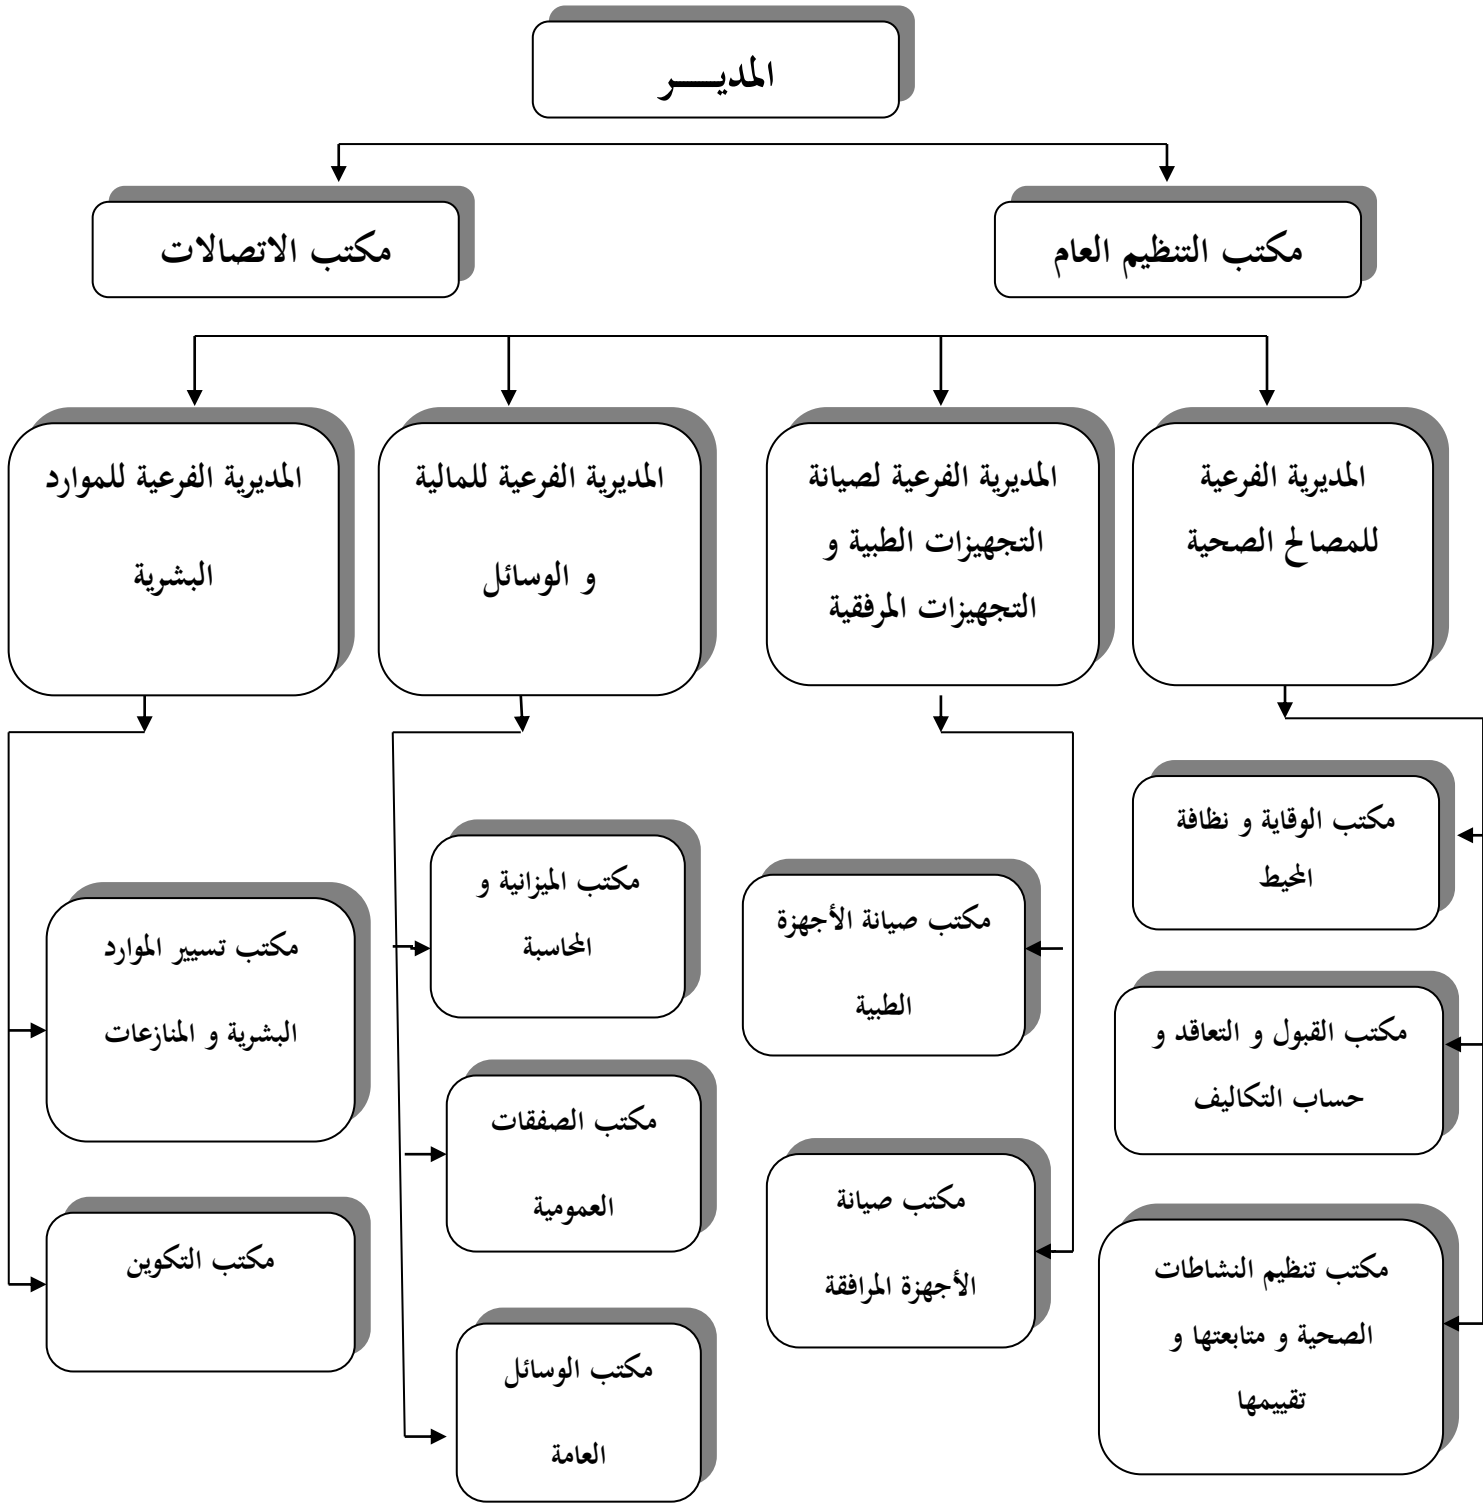 المديـــــر
مكتب التنظيم العام
مكتب الاتصالات
المديرية الفرعية
للمصالح الصحية
المديرية الفرعية لصيانة
التجهيزات الطبية و
التجهيزات المرفقية
المديرية الفرعية للمالية
و الوسائل
المديرية الفرعية للموارد
البشرية
مكتب الوقاية و نظافة
المحيط
مكتب القبول و التعاقد و
حساب التكاليف
مكتب تنظيم النشاطات
الصحية و متابعتها و
تقييمها
مكتب صيانة الأجهزة
الطبية
مكتب صيانة
الأجهزة المرافقة
مكتب الميزانية و
المحاسبة
مكتب الصفقات
العمومية
مكتب الوسائل
العامة
مكتب تسيير الموارد
البشرية و المنازعات
مكتب التكوين